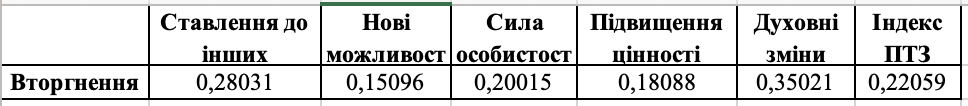 Ставлення до інших	Нові можливост	Сила особистост	Підвищення цінності	Духовні зміни	Індекс ПТЗ
Вторгнення	0,28031	0,15096	0,20015	0,18088	0,35021	0,22059